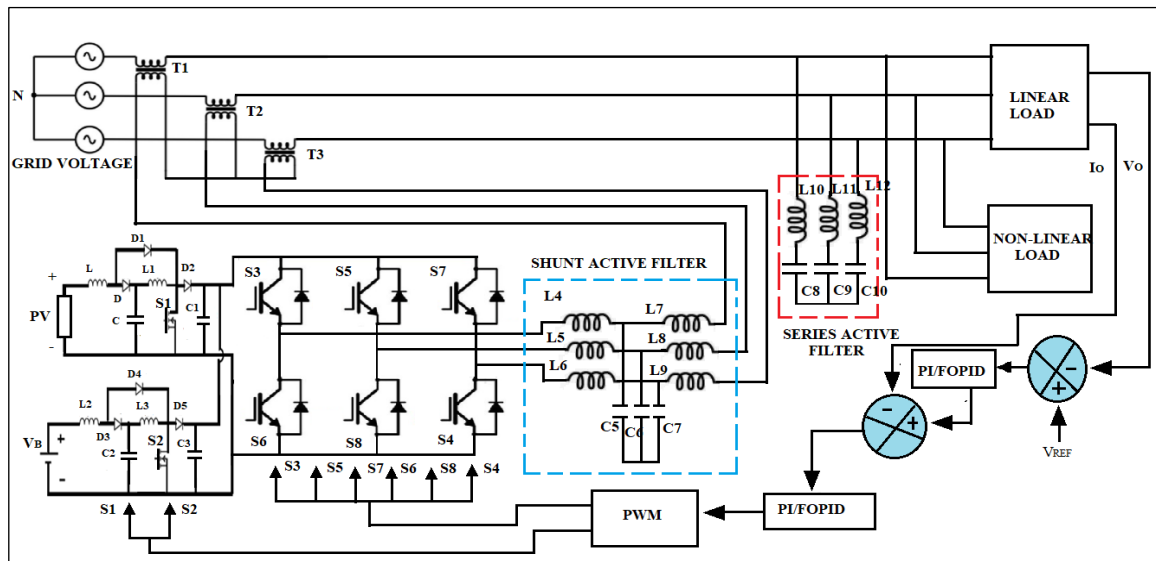 T1
N
T2
T3
GRID VOLTAGE
LINEAR
LOAD
IO
VO
L10
L11
L12
NON-LINEAR
LOAD
C8
C9
C10
SERIES ACTIVE
FILTER
D1
L
L1
D2
D
S1
C
C1
+
PV
-
S3
S5
S7
SHUNT ACTIVE FILTER
L4
L7
L5
L8
L6
L9
C5
C6
C7
D4
L2
L3
D5
D3
S2
C2
C3
VB
+
-
S6
S8
S4
S3
S5
S7
S6
S8
S4
S1
S2
PWM
PI/FOPID
PI/FOPID
-
+
-
+
VREF